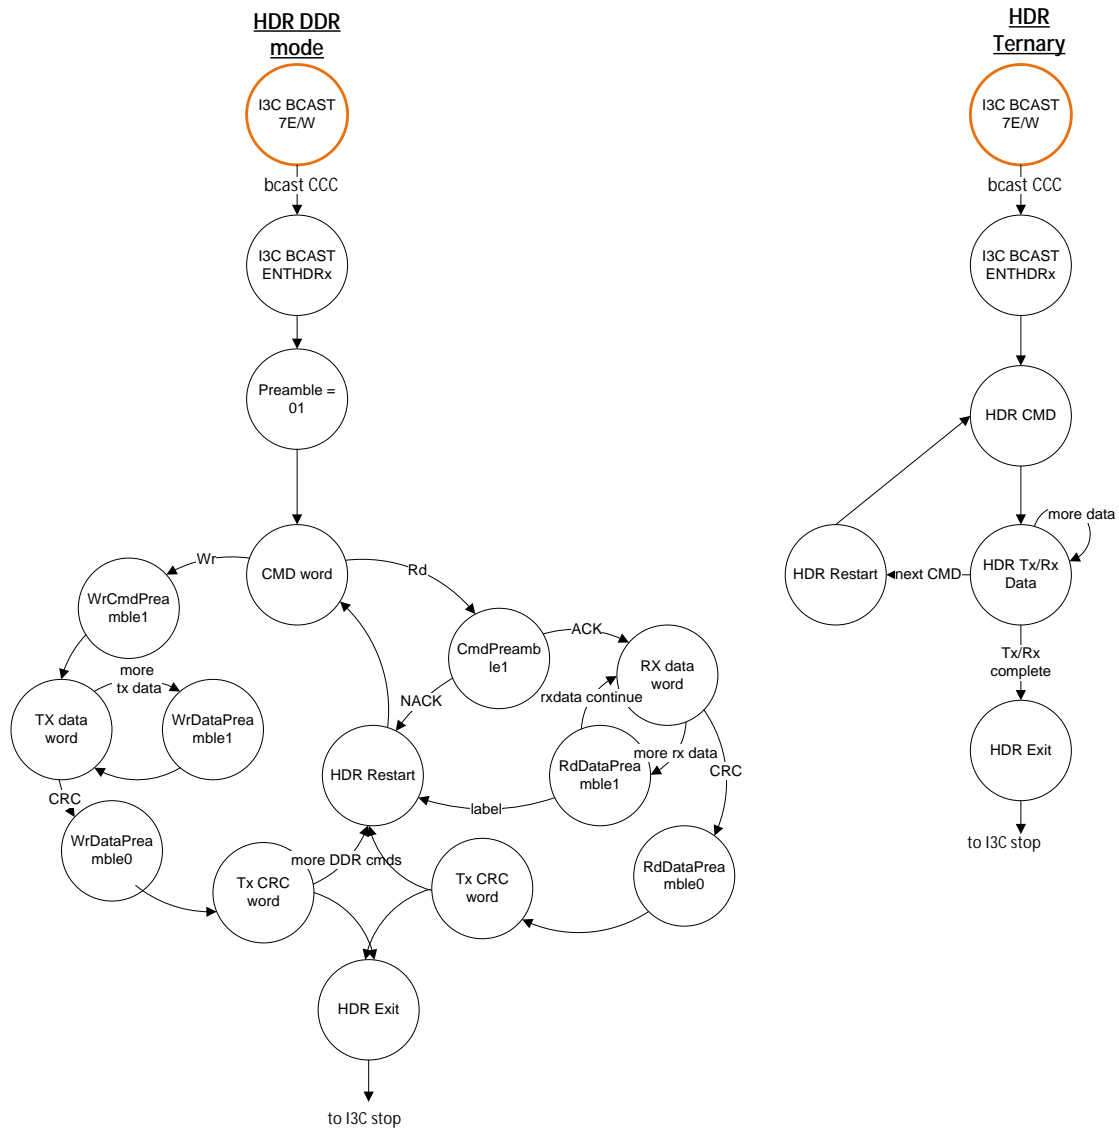 HDR DDR
mode
I3C BCAST
7E/W
bcast CCC
I3C BCAST
ENTHDRx
Preamble =
01
CMD word
Wr
Rd
WrCmdPrea
mble1
CmdPreamb
le1
ACK
NACK
RX data
word
more
tx data
TX data
word
WrDataPrea
mble1
rxdata continue
more rx data
RdDataPrea
mble1
CRC
HDR Restart
label
CRC
WrDataPrea
mble0
more DDR cmds
Tx CRC
word
Tx CRC
word
RdDataPrea
mble0
HDR Exit
to I3C stop
HDR
Ternary
I3C BCAST
7E/W
bcast CCC
I3C BCAST
ENTHDRx
HDR CMD
more data
HDR Restart
next CMD
HDR Tx/Rx
Data
Tx/Rx
complete
HDR Exit
to I3C stop